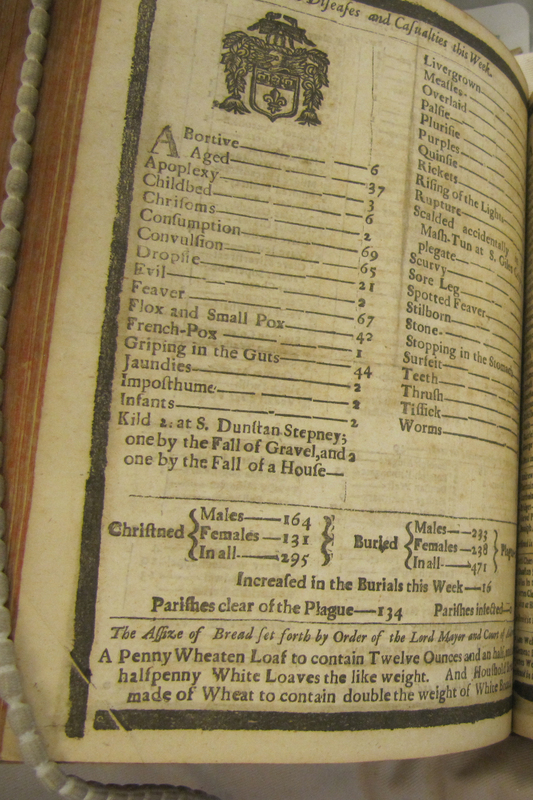 Diſeaſes and Caſualties this Week.
ABortive—— 6
Aged—— 37
Apoplexy—— 3
Childbed—— 6
Chriſoms—— 2
Conſumption—— 69
Convulſion—— 65
Dropſie—— 21
Evil—— 2
Feaver—— 67
Flox and Small Pox—— 42
French-Pox—— 1
Griping in the Guts—— 44
Jaundies—— 2
Impoſthume—— 2
Infants—— 2
Kild 2. at S. Dunſtan Stepney;
one by the Fall of Gravel, and 2
one by the Fall of a Houſe—
Livergrown——
Meaſles——
Overlaid——
Palſie——
Pluriſie——
Purples——
Quinſie——
Rickets——
Riſing of the Lights
Rupture——
Scalded accidentally
Maſh-Tun at S. Giles
plegate——
Scurvy——
Sore Leg——
Spotted Feaver——
Stilborn——
Stone——
Stopping in the Stomach
Surfeit——
Teeth——
Thruſh——
Tiſſick——
Worms——
Chriſtned { Males—— 164
Females—— 131
In all—— 295 }
Buried { Males—— 233
Females—— 238
In all—— 471 }
Increaſed in the Burials this Week—— 16
Pariſhes clear of the Plague—— 134 Pariſhes infected—
The Aſſize of Bread ſet forth by Order of the Lord Mayor and Court of
A Penny Wheaten Loaf to contain Twelve Ounces and an half,
halfpenny White Loaves the like weight. And Houſhold
made of Wheat to contain double the weight of White